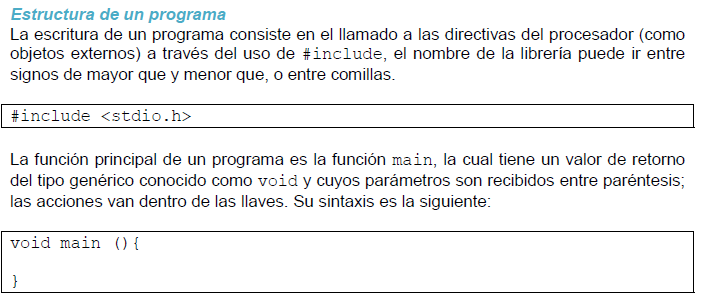 Estructura de un programa
La escritura de un programa consiste en el llamado a las directivas del procesador (como
objetos externos) a través del uso de #include, el nombre de la librería puede ir entre
signos de mayor que y menor que, o entre comillas.
#include <stdio.h>
La función principal de un programa es la función main, la cual tiene un valor de retorno
del tipo genérico conocido como void y cuyos parámetros son recibidos entre paréntesis;
las acciones van dentro de las llaves. Su sintaxis es la siguiente:
void main (){
}